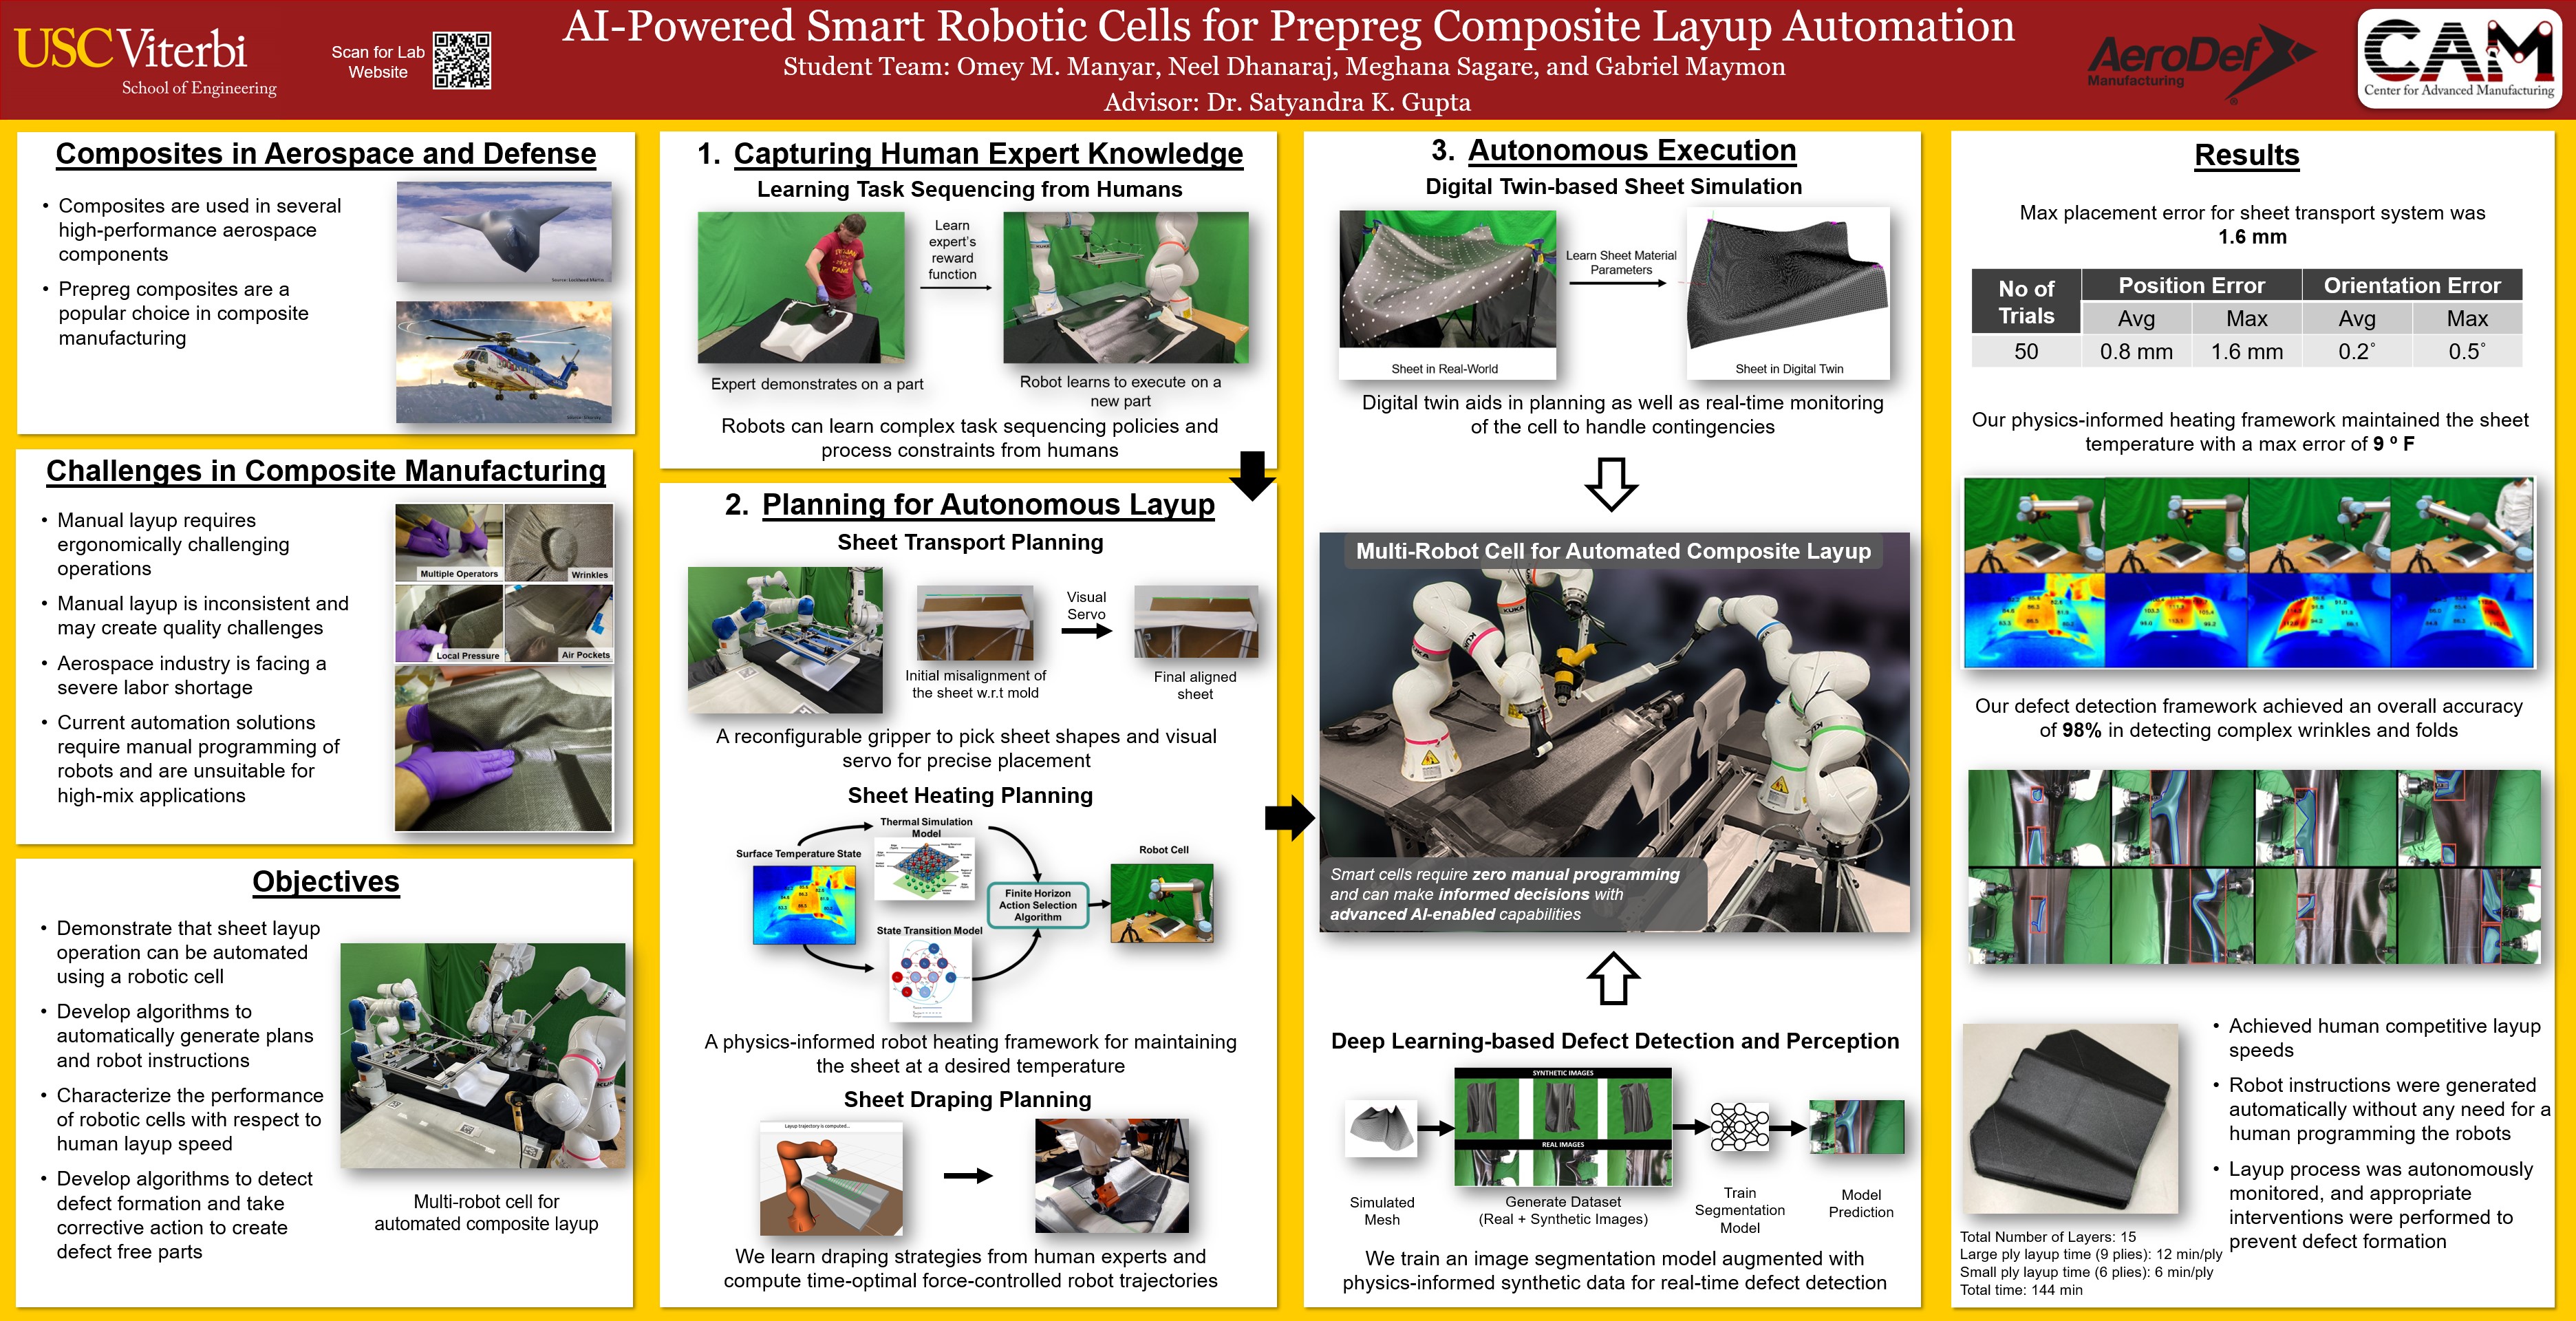 USC Viterbi
School of Engineering
Scan for Lab
Website
AI-Powered Smart Robotic Cells for Prepreg Composite Layup Automation
Student Team: Omey M. Manyar, Neel Dhanaraj, Meghana Sagare, and Gabriel Maymon
Advisor: Dr. Satyandra K. Gupta
AeroDef
Manufacturing
®
CAM
Center for Advanced Manufacturing
Composites in Aerospace and Defense
• Composites are used in several
high-performance aerospace
components
• Prepreg composites are a
popular choice in composite
manufacturing
Challenges in Composite Manufacturing
• Manual layup requires
ergonomically challenging
operations
• Manual layup is inconsistent and
may create quality challenges
• Aerospace industry is facing a
severe labor shortage
• Current automation solutions
require manual programming of
robots and are unsuitable for
high-mix applications
Multiple Operators
Wrinkles
Local Pressure
Air Pockets
Objectives
• Demonstrate that sheet layup
operation can be automated
using a robotic cell
• Develop algorithms to
automatically generate plans
and robot instructions
• Characterize the performance
of robotic cells with respect to
human layup speed
• Develop algorithms to detect
defect formation and take
corrective action to create
defect free parts
Multi-robot cell for
automated composite layup
1. Capturing Human Expert Knowledge
Learning Task Sequencing from Humans
Learn
expert's
reward
function
Expert demonstrates on a part
Robot learns to execute on a
new part
Robots can learn complex task sequencing policies and
process constraints from humans
2. Planning for Autonomous Layup
Sheet Transport Planning
Visual
Servo
Initial misalignment of
the sheet w.r.t mold
Final aligned
sheet
A reconfigurable gripper to pick sheet shapes and visual
servo for precise placement
Sheet Heating Planning
Thermal Simulation
Model
Surface Temperature State
Robot Cell
Finite Horizon
Action Selection
Algorithm
State Transition Model
A physics-informed robot heating framework for maintaining
the sheet at a desired temperature
Sheet Draping Planning
Layup trajectory is computed...
We learn draping strategies from human experts and
compute time-optimal force-controlled robot trajectories
3. Autonomous Execution
Digital Twin-based Sheet Simulation
Learn Sheet Material
Parameters
Sheet in Real-World
Sheet in Digital Twin
Digital twin aids in planning as well as real-time monitoring
of the cell to handle contingencies
Multi-Robot Cell for Automated Composite Layup
KUKA
KUKA
Smart cells require zero manual programming
and can make informed decisions with
advanced AI-enabled capabilities
Deep Learning-based Defect Detection and Perception
SYNTHETIC IMAGES
REAL IMAGES
Simulated
Mesh
Generate Dataset
(Real + Synthetic Images)
Train
Segmentation
Model
Model
Prediction
We train an image segmentation model augmented with
physics-informed synthetic data for real-time defect detection
Results
Max placement error for sheet transport system was
1.6 mm
No of
Trials
Position Error
Orientation Error
Avg
Max
Avg
Max
50
0.8 mm
1.6 mm
0.2˚
0.5˚
Our physics-informed heating framework maintained the sheet
temperature with a max error of 9 º F
Our defect detection framework achieved an overall accuracy
of 98% in detecting complex wrinkles and folds
• Achieved human competitive layup
speeds
• Robot instructions were generated
automatically without any need for a
human programming the robots
• Layup process was autonomously
monitored, and appropriate
interventions were performed to
prevent defect formation
Total Number of Layers: 15
Large ply layup time (9 plies): 12 min/ply
Small ply layup time (6 plies): 6 min/ply
Total time: 144 min